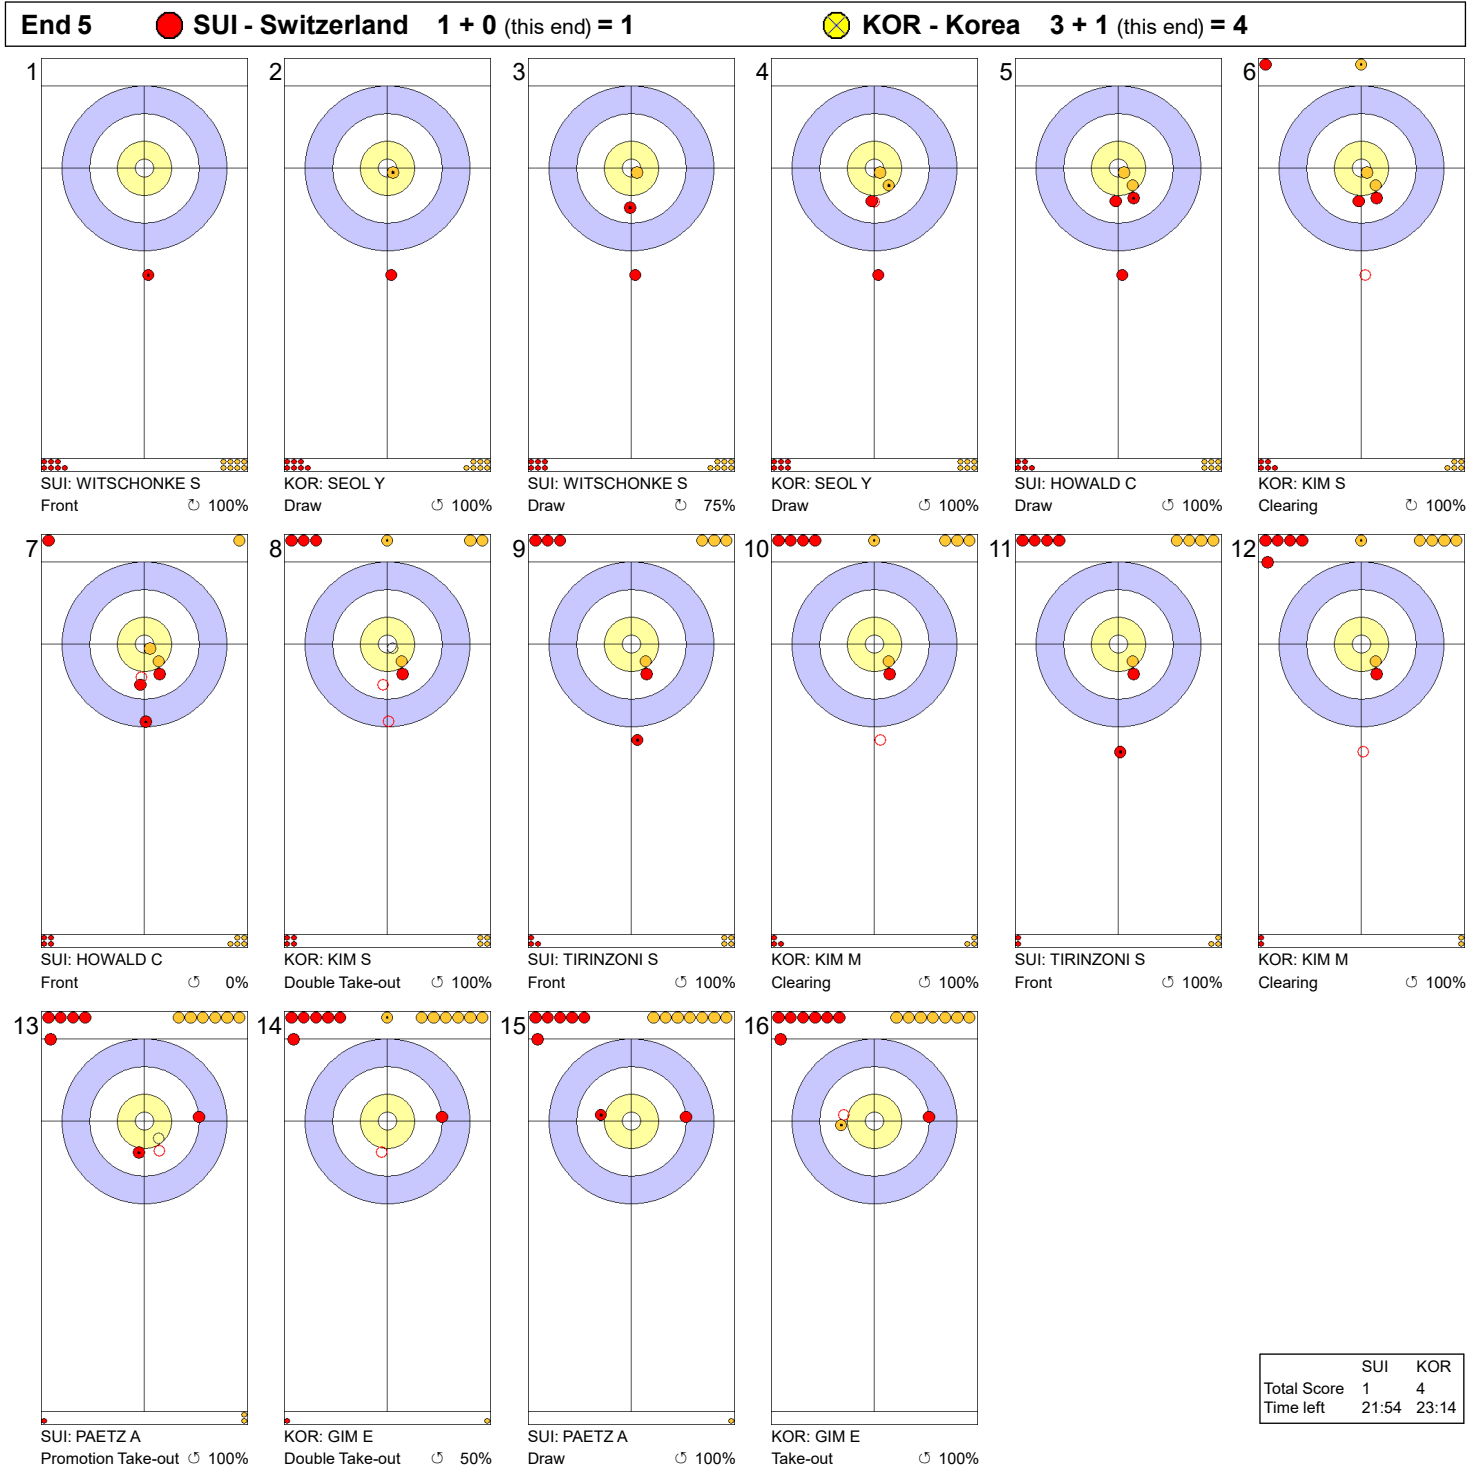 End 5 SUI - Switzerland 1 + 0 (this end) = 1 KOR - Korea 3 + 1 (this end) = 4
1 2 3 4 5 6
SUI: WITSCHONKE S KOR: SEOL Y SUI: WITSCHONKE S KOR: SEOL Y SUI: HOWALD C KOR: KIM S
Front ↻ 100% Draw ↺ 100% Draw ↻ 75% Draw ↺ 100% Draw ↺ 100% Clearing ↺ 100%
7 8 9 10 11 12
SUI: HOWALD C KOR: KIM S SUI: TIRINZONI S KOR: KIM M SUI: TIRINZONI S KOR: KIM M
Front ↺ 0% Double Take-out ↺ 100% Front ↺ 100% Clearing ↺ 100% Front ↺ 100% Clearing ↺ 100%
13 14 15 16
SUI KOR
Total Score 1 4
Time left 21:54 23:14
SUI: PAETZ A KOR: GIM E SUI: PAETZ A KOR: GIM E
Promotion Take-out ↺ 100% Double Take-out ↺ 50% Draw ↺ 100% Take-out ↺ 100%